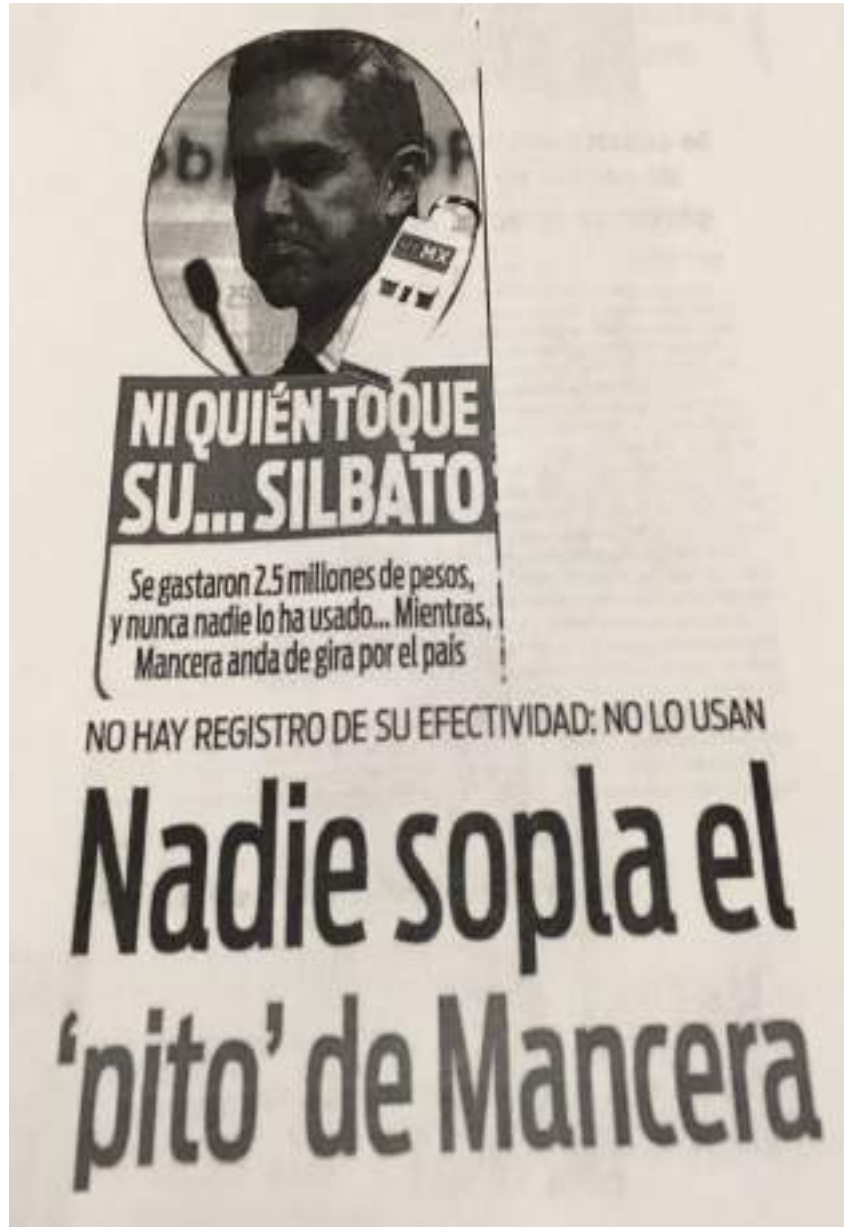 NI QUIÉN TOQUE
SU... SILBATO
Se gastaron 2.5 millones de pesos,
y nunca nadie lo ha usado... Mientras,
Mancera anda de gira por el país
NO HAY REGISTRO DE SU EFECTIVIDAD: NO LO USAN
Nadie sopla el
‘pito’ de Mancera